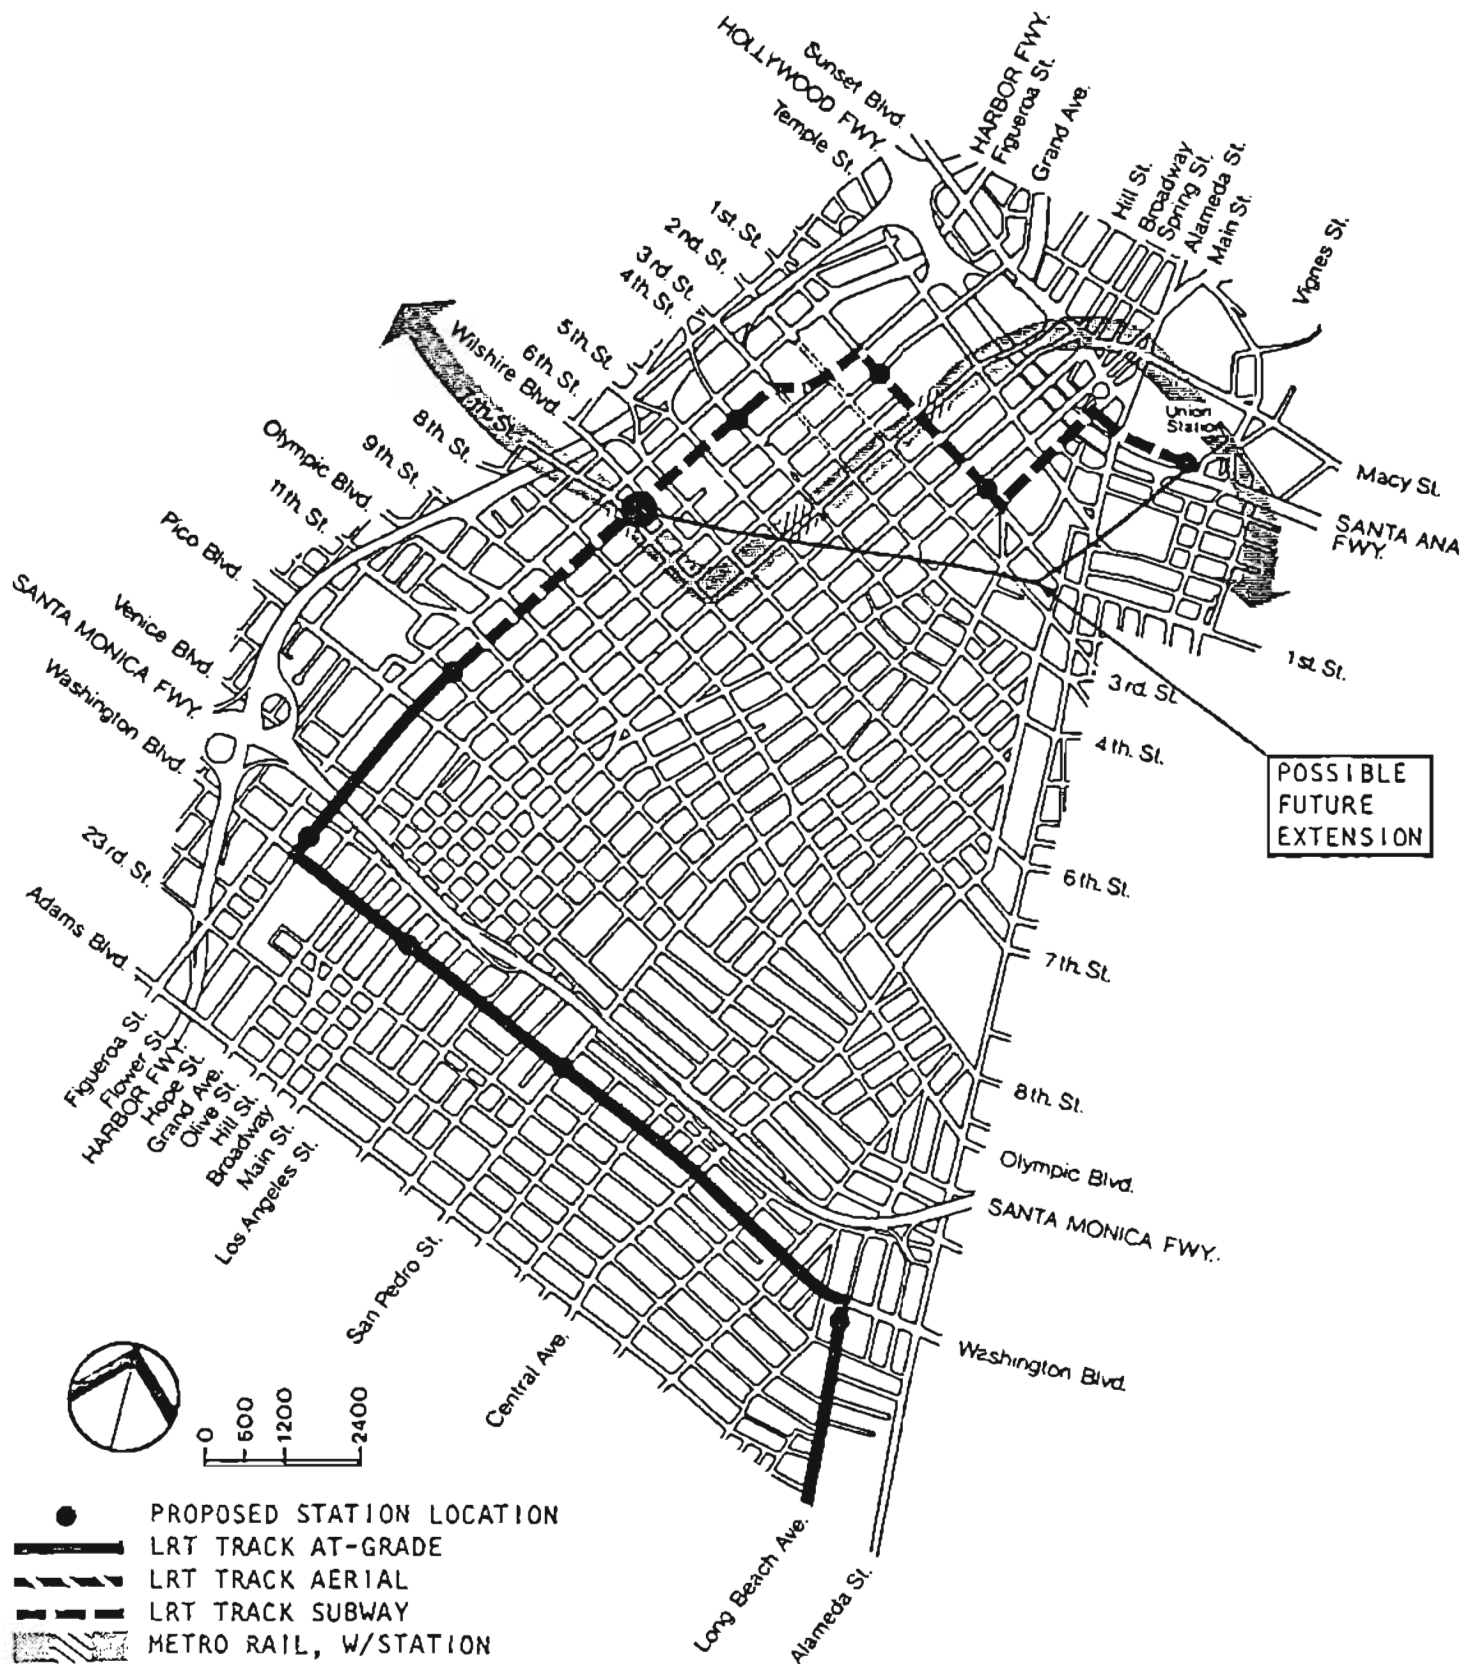 Sunset Blvd.
HOLLYWOOD FWY.
Temple St.
HARBOR FWY.
Figueroa St.
Grand Ave.
Hill St.
Broadway
Spring St.
Alameda St.
Main St.
Vignes St.
1st. St.
2nd. St.
3rd. St.
4th. St.
5th. St.
6th. St.
Wilshire Blvd.
7th. St.
8th. St.
9th. St.
Olympic Blvd.
11th. St.
Pico Blvd.
Venice Blvd.
SANTA MONICA FWY.
Washington Blvd.
23rd. St.
Adams Blvd.
Union
Station
Macy St.
SANTA ANA
FWY.
1st. St.
3rd. St.
4th. St.
POSSIBLE
FUTURE
EXTENSION
6th. St.
7th. St.
8th. St.
Olympic Blvd.
SANTA MONICA FWY.
Washington Blvd.
Figueroa St.
Flower St.
HARBOR FWY.
Hope St.
Grand Ave.
Olive St.
Hill St.
Broadway
Main St.
Los Angeles St.
San Pedro St.
Central Ave.
Long Beach Ave.
Alameda St.
0 600 1200 2400
PROPOSED STATION LOCATION
LRT TRACK AT-GRADE
LRT TRACK AERIAL
LRT TRACK SUBWAY
METRO RAIL, W/STATION